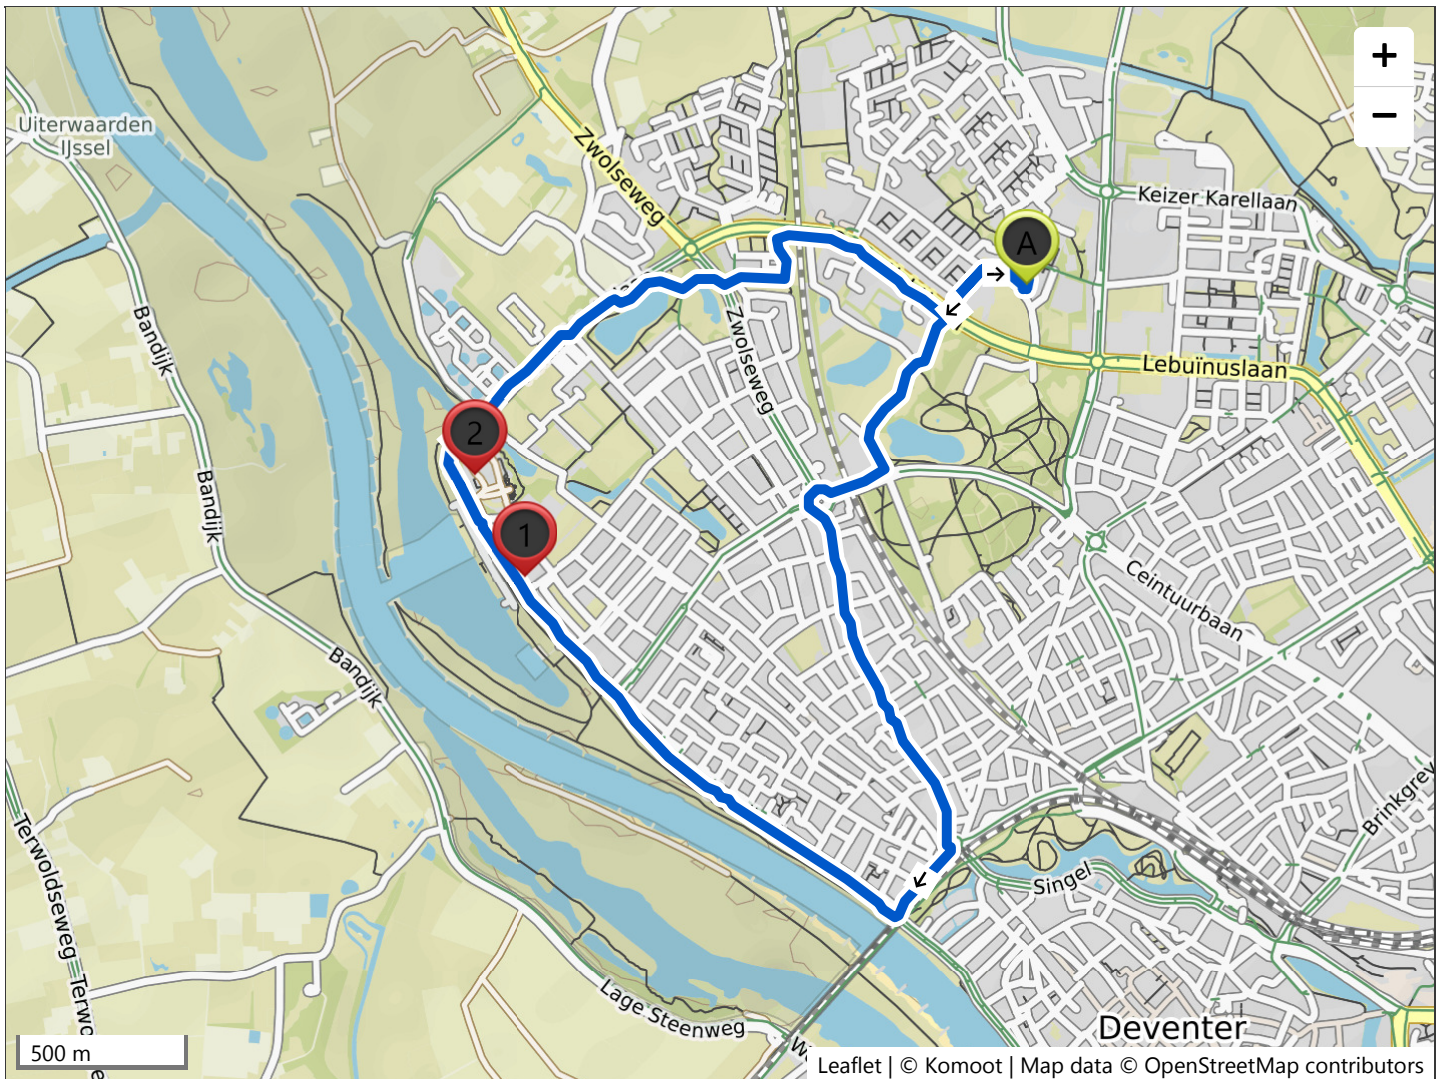 Uiterwaarden
IJssel
Zwolseweg
Keizer Karellaan
A
Bandijk
Zwolseweg
Lebuïnuslaan
2
Bandijk
1
Ceintuurbaan
Bandijk
Brinkgrev
Terwoldseweg
Singel
Terwo
Lage Steenweg
Deventer
500 m
Leaflet | © Komoot | Map data © OpenStreetMap contributors
+
−